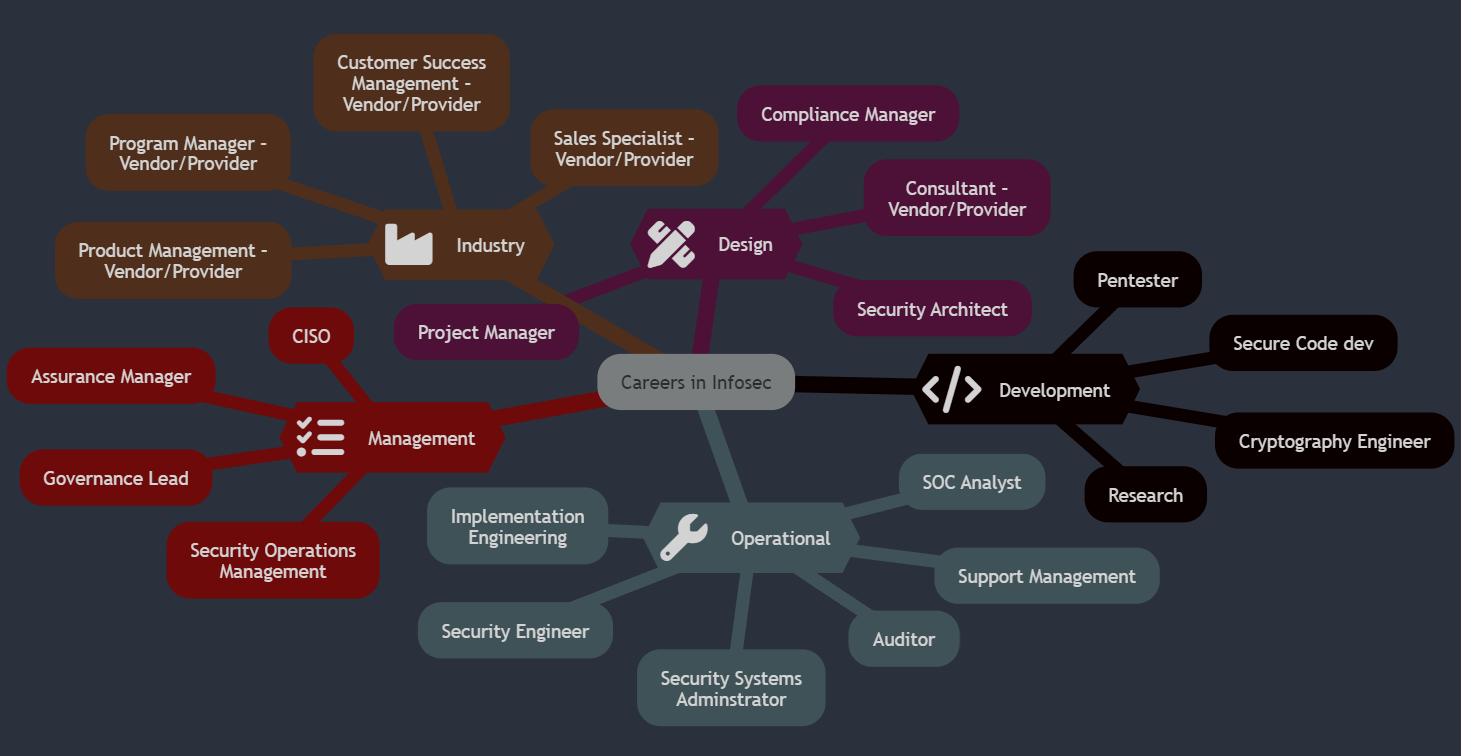 Customer Success
Management -
Vendor/Provider
Program Manager -
Vendor/Provider
Sales Specialist -
Vendor/Provider
Product Management -
Vendor/Provider
Industry
Compliance Manager
Consultant -
Vendor/Provider
Design
Security Architect
Project Manager
Careers in Infosec
Pentester
Secure Code dev
Development
Cryptography Engineer
Research
CISO
Assurance Manager
Management
Governance Lead
Security Operations
Management
SOC Analyst
Implementation
Engineering
Operational
Support Management
Security Engineer
Auditor
Security Systems
Adminstrator